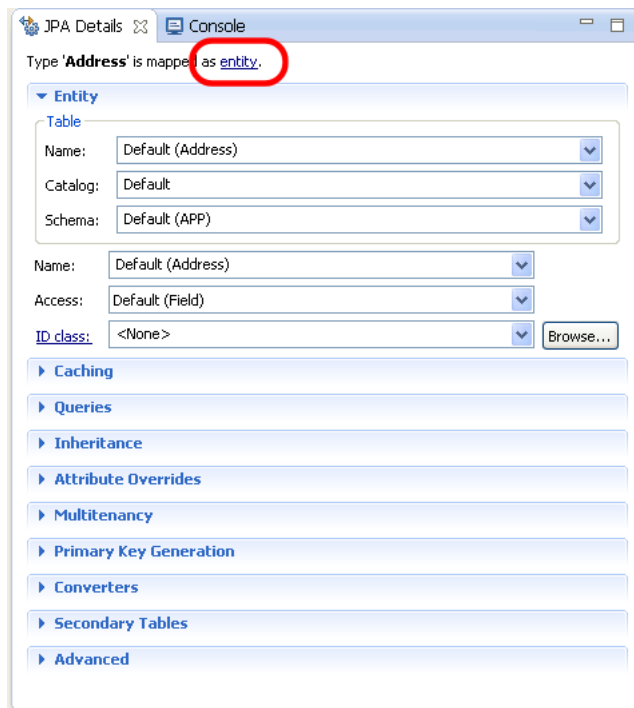 JPA Details Console
Type 'Address' is mapped as entity.
Entity
Table
Name: Default (Address)
Catalog: Default
Schema: Default (APP)
Name: Default (Address)
Access: Default (Field)
ID class: <None> Browse...
Caching
Queries
Inheritance
Attribute Overrides
Multitenancy
Primary Key Generation
Converters
Secondary Tables
Advanced